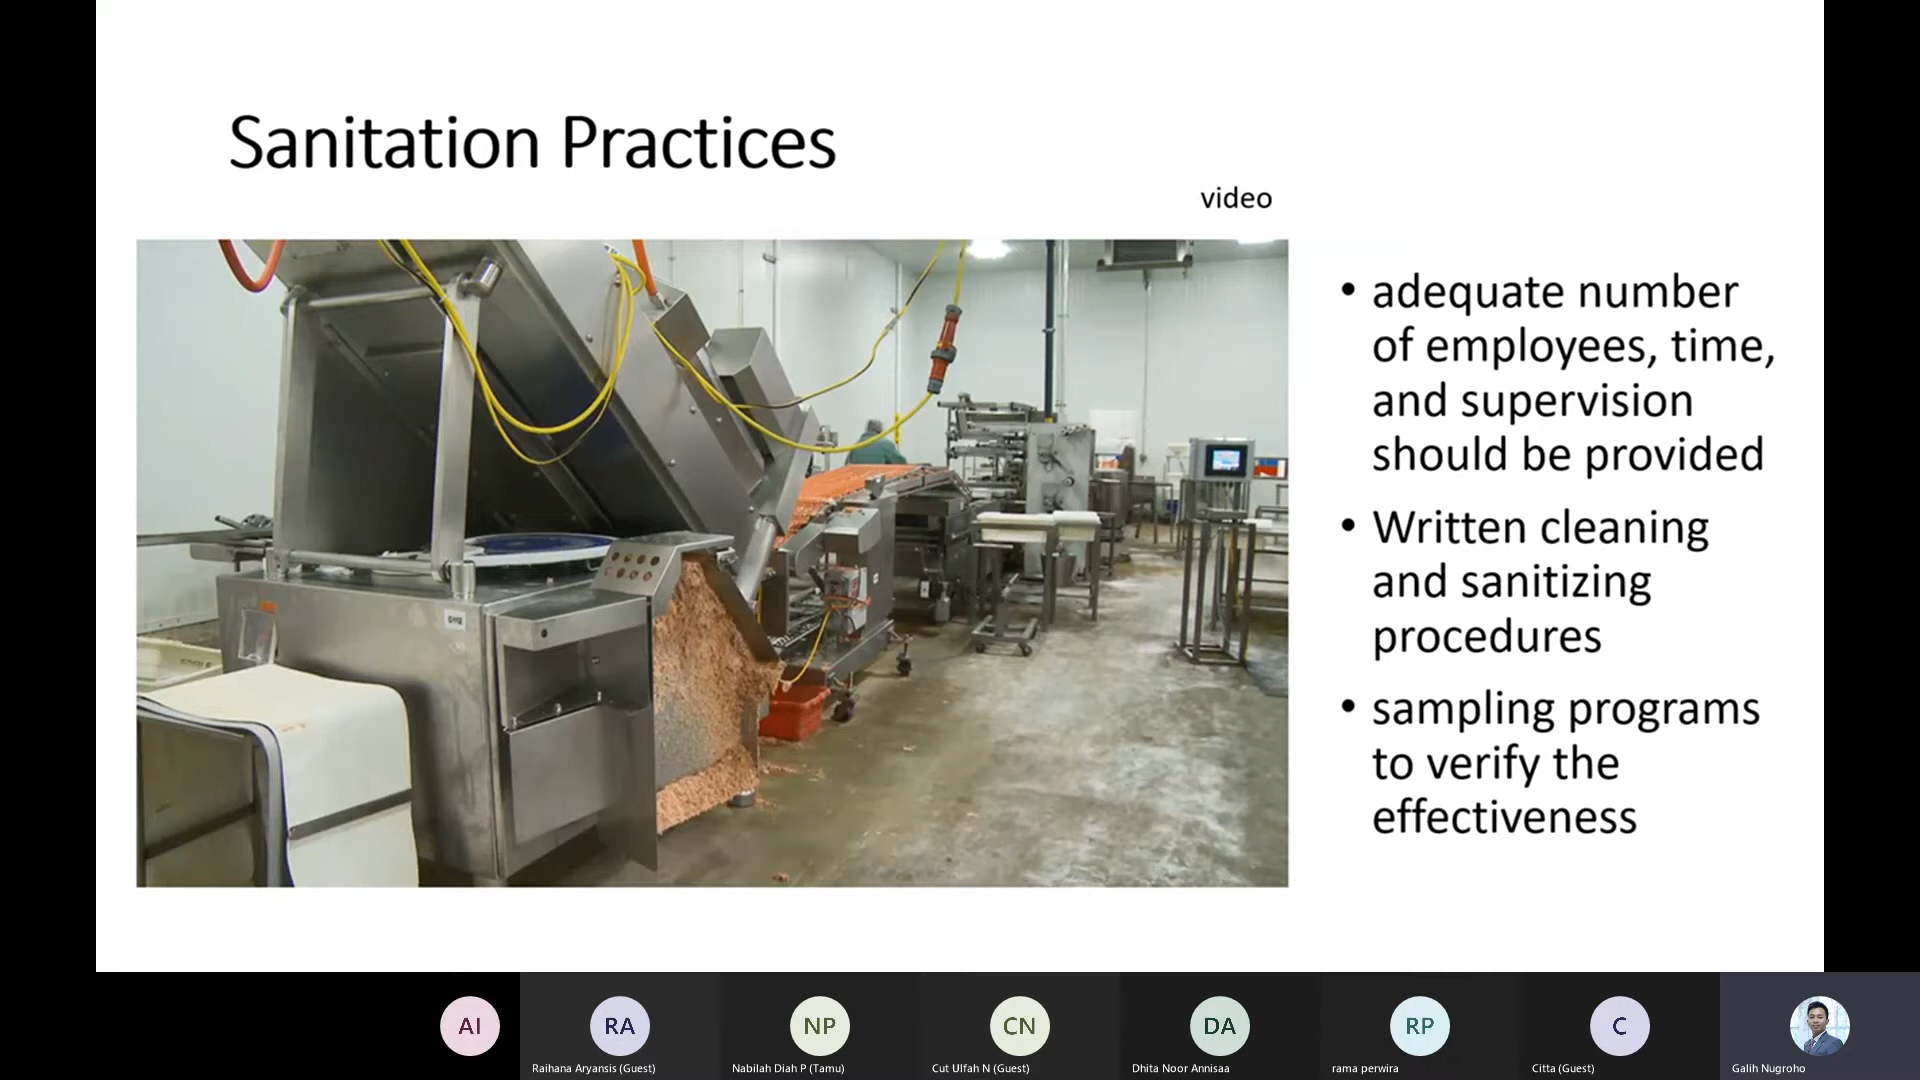 Sanitation Practices
video
• adequate number
of employees, time,
and supervision
should be provided
• Written cleaning
and sanitizing
procedures
• sampling programs
to verify the
effectiveness
AI
RA
NP
CN
DA
RP
C
Raihana Aryansis (Guest)
Nabilah Diah P (Tamu)
Cut Ulfah N (Guest)
Dhita Noor Annisaa
rama perwira
Citta (Guest)
Galih Nugroho